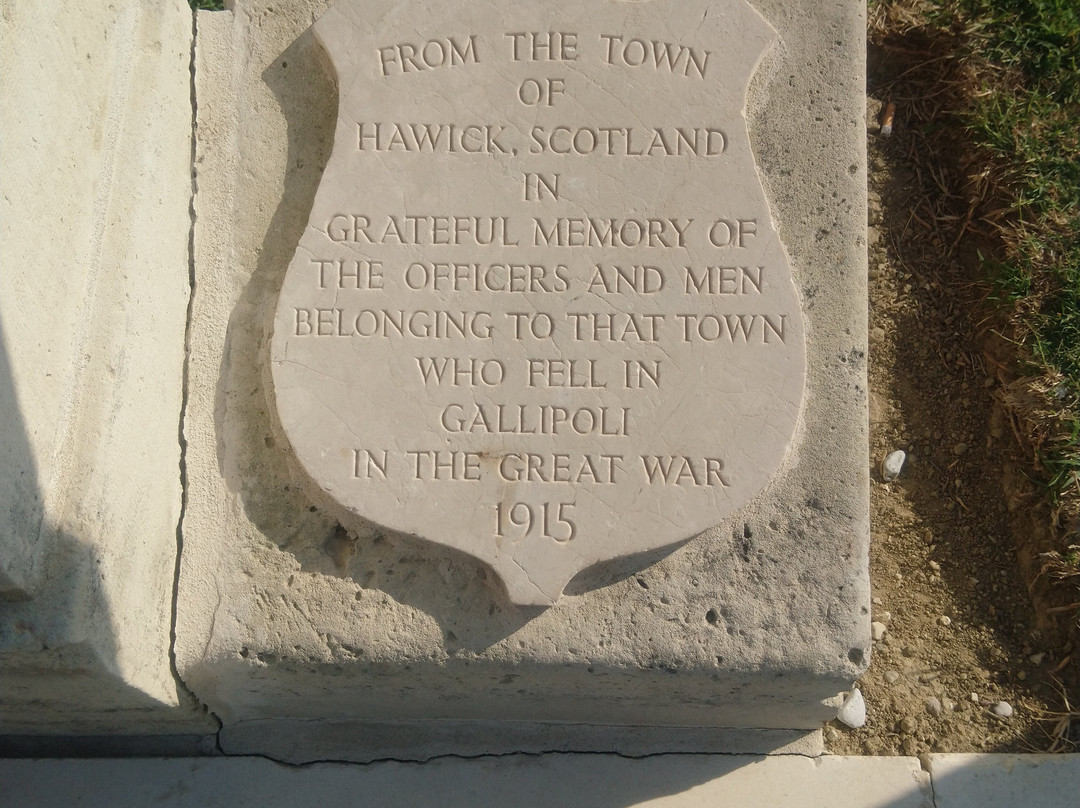 FROM THE TOWN
OF
HAWICK, SCOTLAND
IN
GRATEFUL MEMORY OF
THE OFFICERS AND MEN
BELONGING TO THAT TOWN
WHO FELL IN
GALLIPOLI
IN THE GREAT WAR
1915